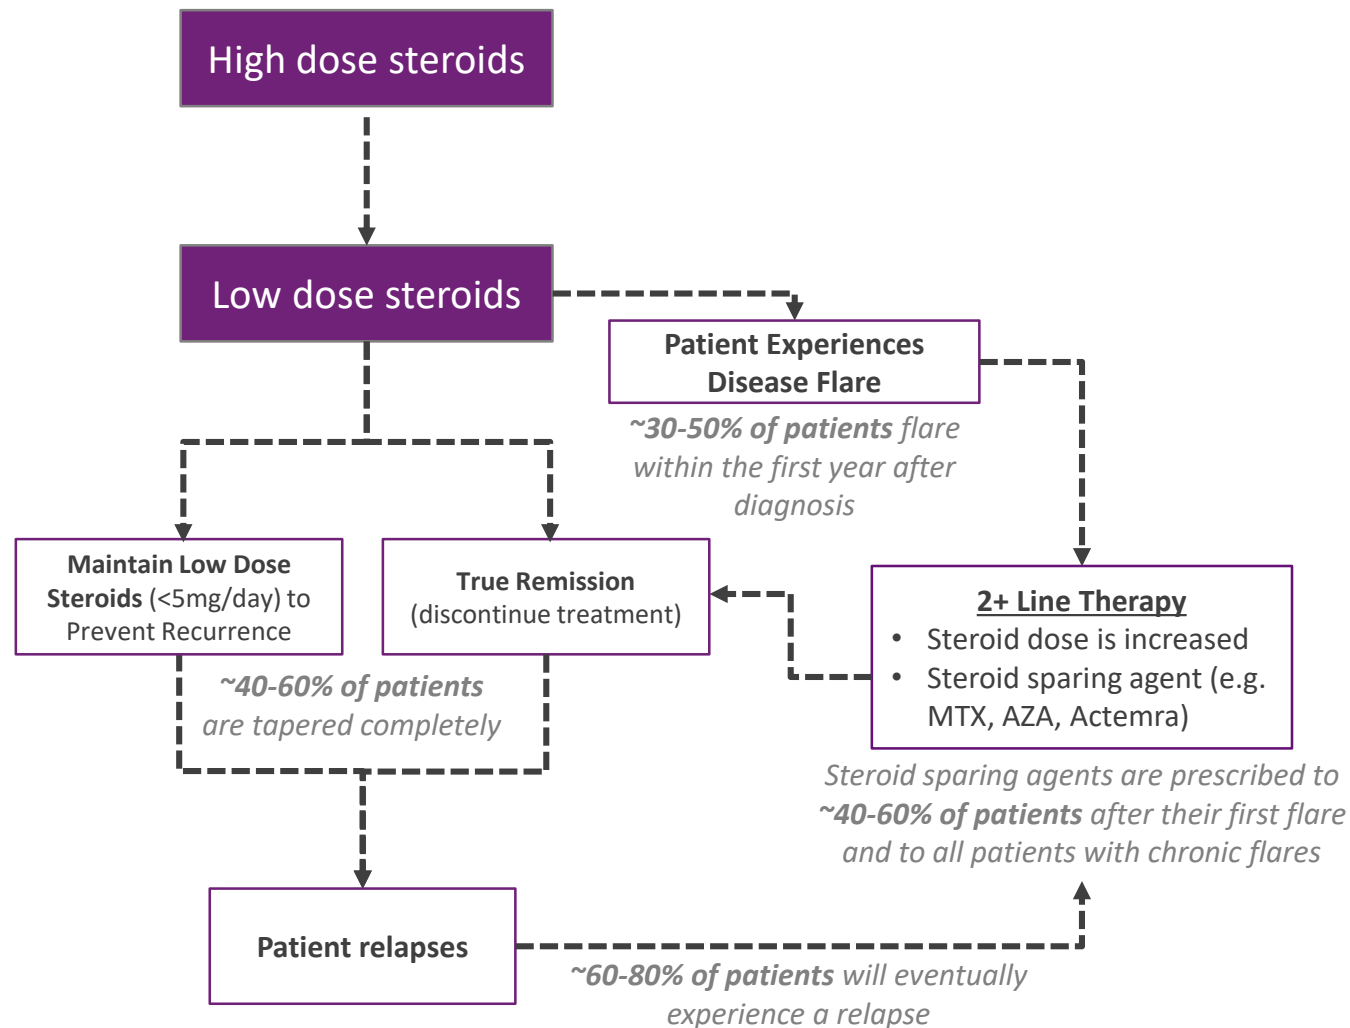 High dose steroids
Low dose steroids
Patient Experiences
Disease Flare
~30-50% of patients flare
within the first year after
diagnosis
Maintain Low Dose
Steroids (<5mg/day) to
Prevent Recurrence
True Remission
(discontinue treatment)
2+ Line Therapy
• Steroid dose is increased
• Steroid sparing agent (e.g.
MTX, AZA, Actemra)
~40-60% of patients
are tapered completely
Steroid sparing agents are prescribed to
~40-60% of patients after their first flare
and to all patients with chronic flares
Patient relapses
~60-80% of patients will eventually
experience a relapse